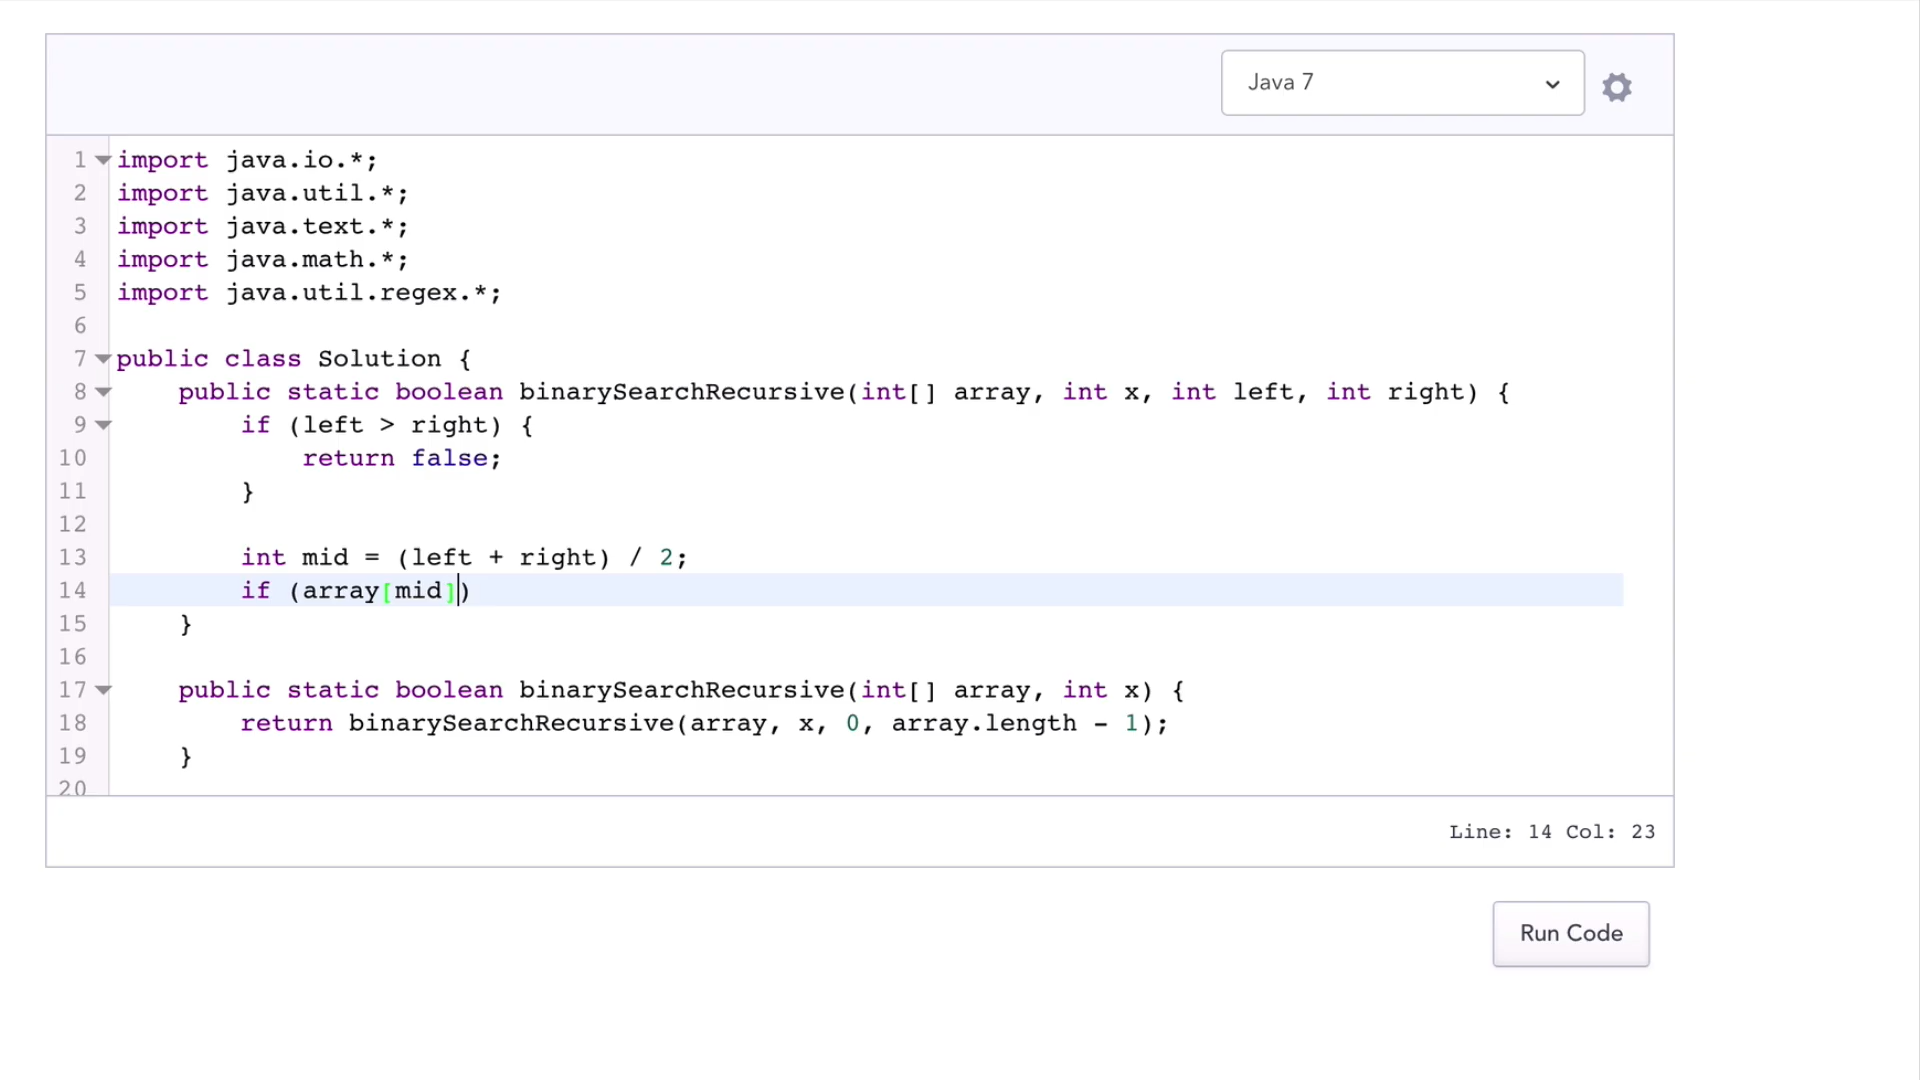 Java 7
1 import java.io.*;
2 import java.util.*;
3 import java.text.*;
4 import java.math.*;
5 import java.util.regex.*;
6
7 public class Solution {
8     public static boolean binarySearchRecursive(int[] array, int x, int left, int right) {
9         if (left > right) {
10             return false;
11         }
12
13         int mid = (left + right) / 2;
14         if (array[mid])
15     }
16
17     public static boolean binarySearchRecursive(int[] array, int x) {
18         return binarySearchRecursive(array, x, 0, array.length - 1);
19     }
20
Line: 14 Col: 23
Run Code